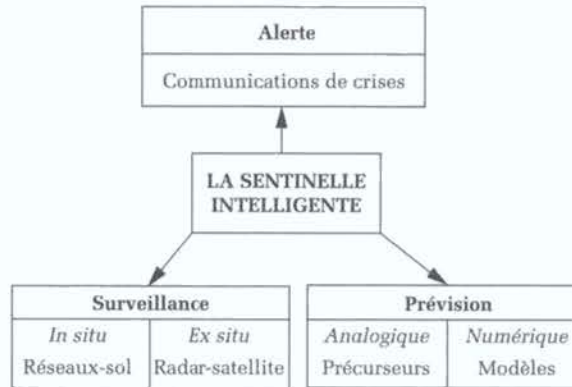 Alerte
Communications de crises
LA SENTINELLE
INTELLIGENTE
Surveillance
In situ
Ex situ
Réseaux-sol
Radar-satellite
Prévision
Analogique
Numérique
Précurseurs
Modèles